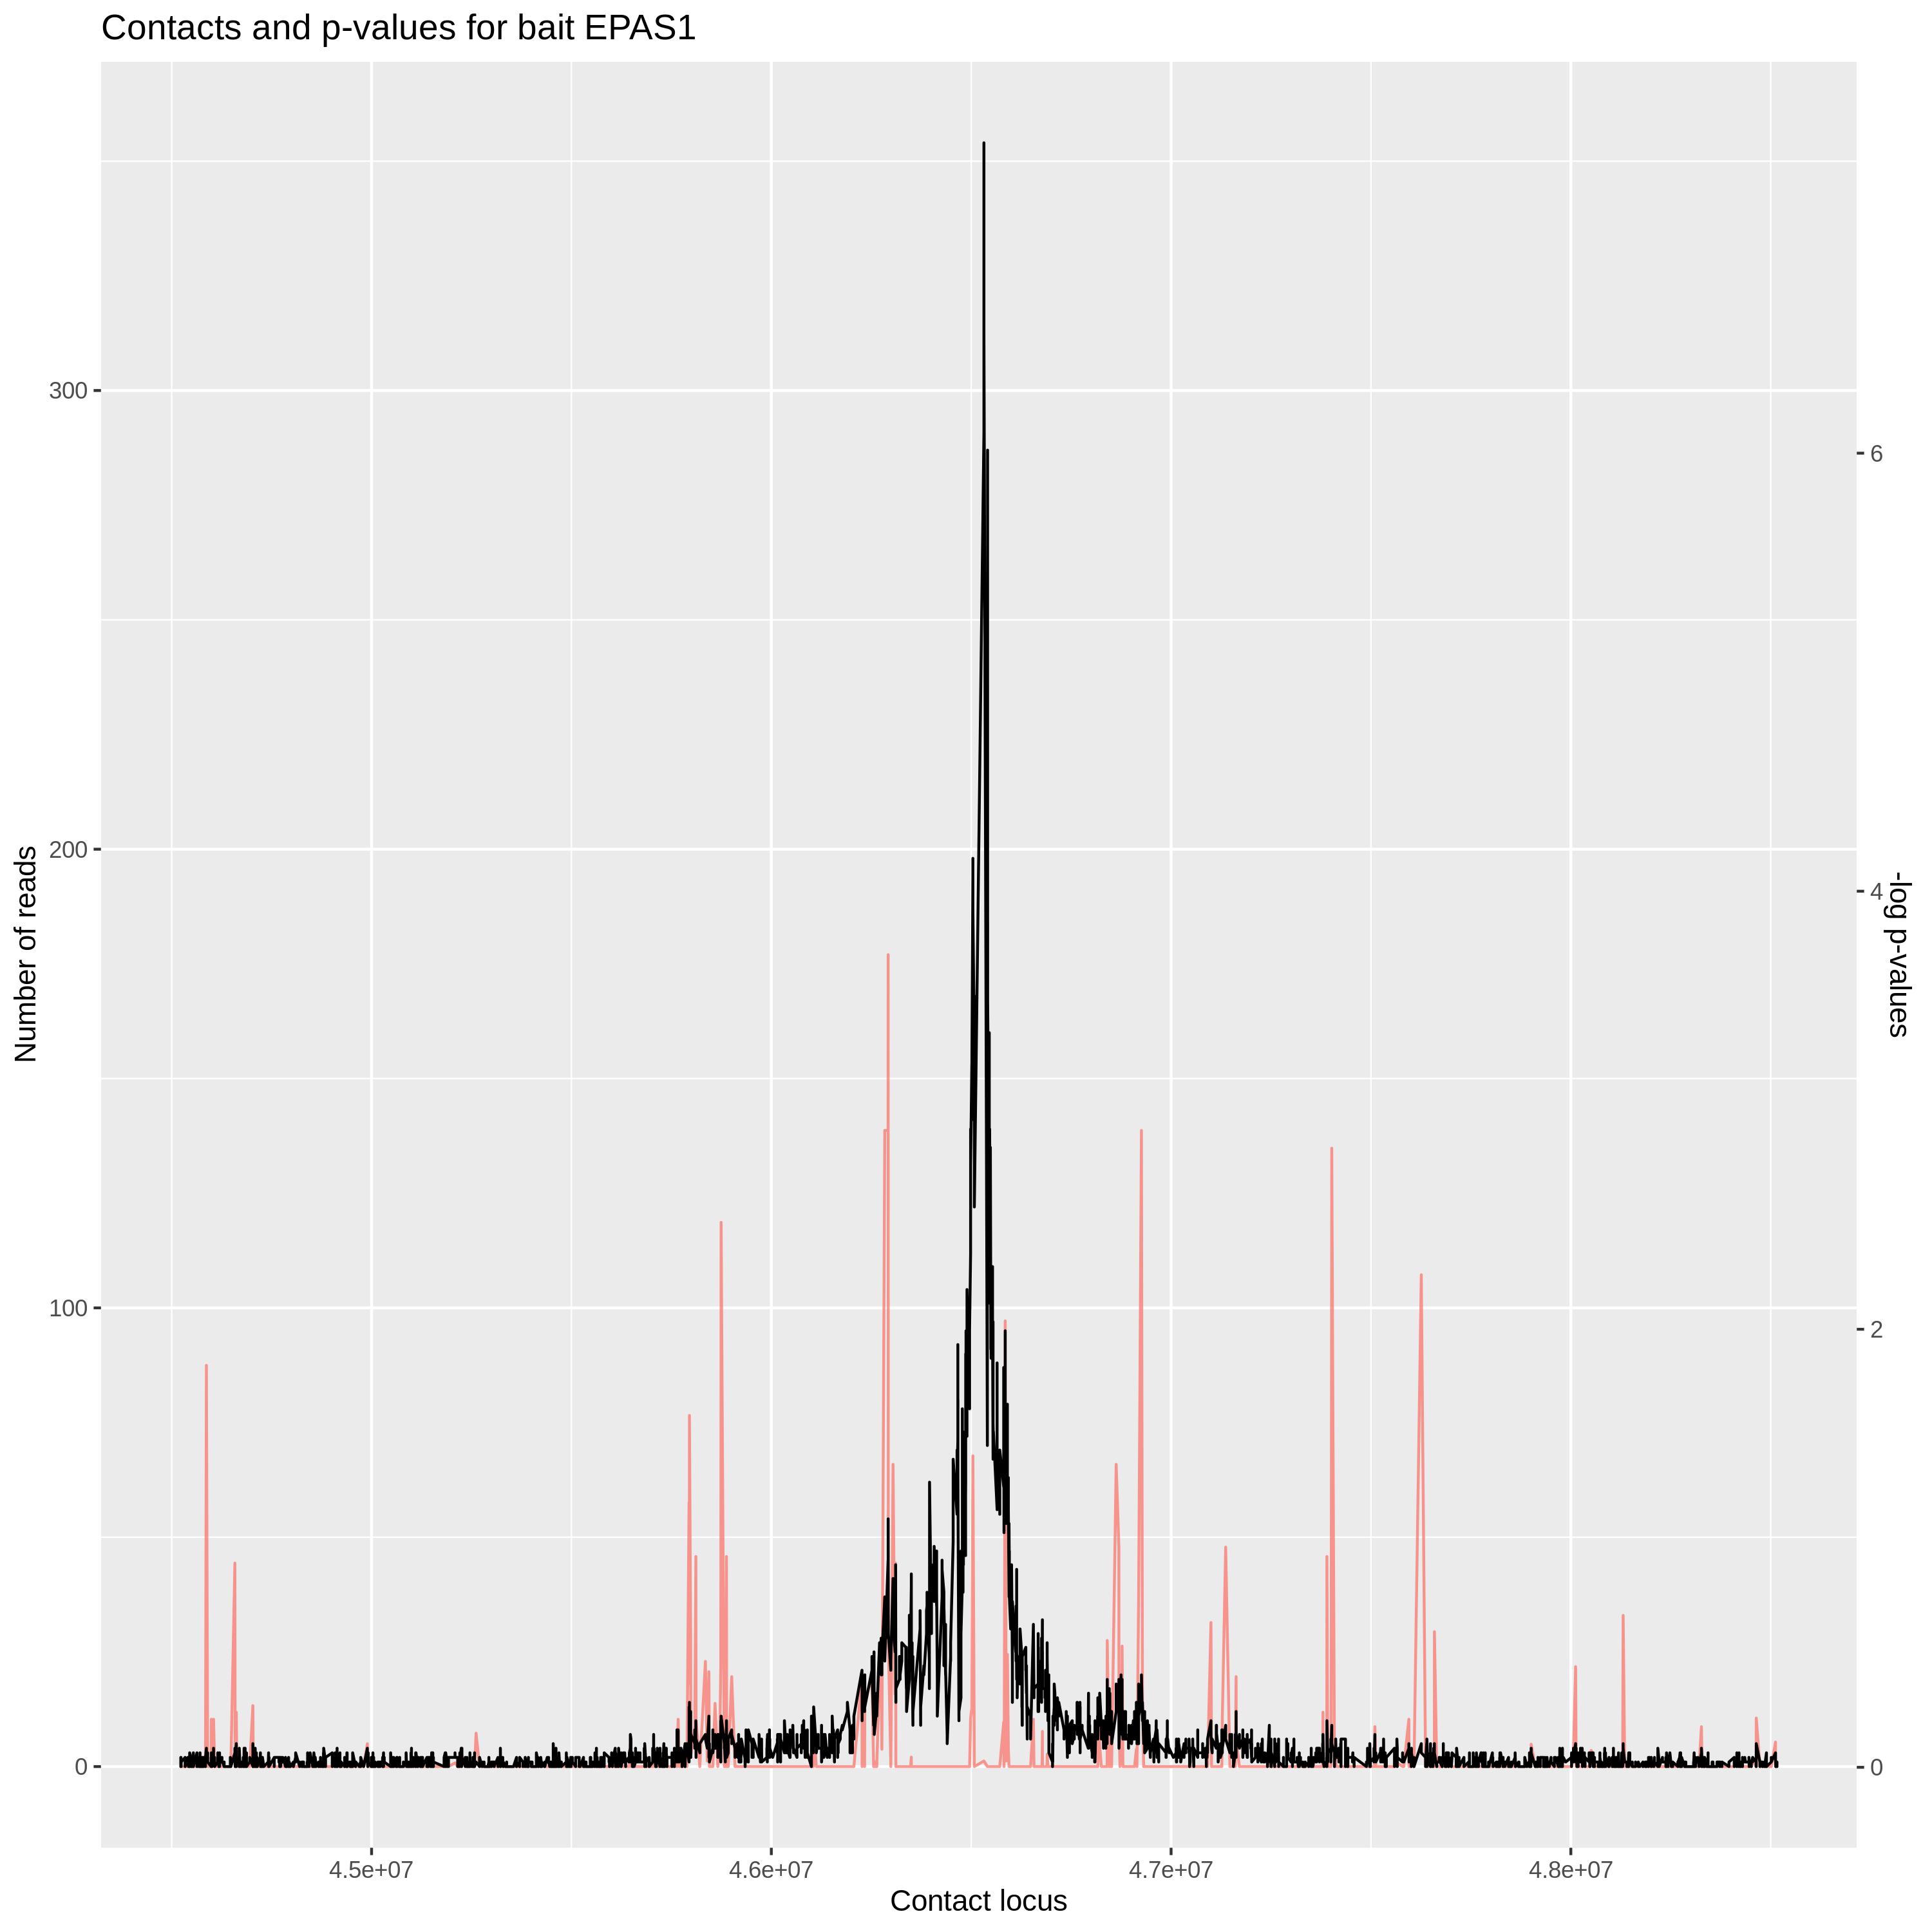 Contacts and p-values for bait EPAS1
300
200
100
0
Number of reads
6
4
2
0
-log p-values
4.5e+07 4.6e+07 4.7e+07 4.8e+07
Contact locus